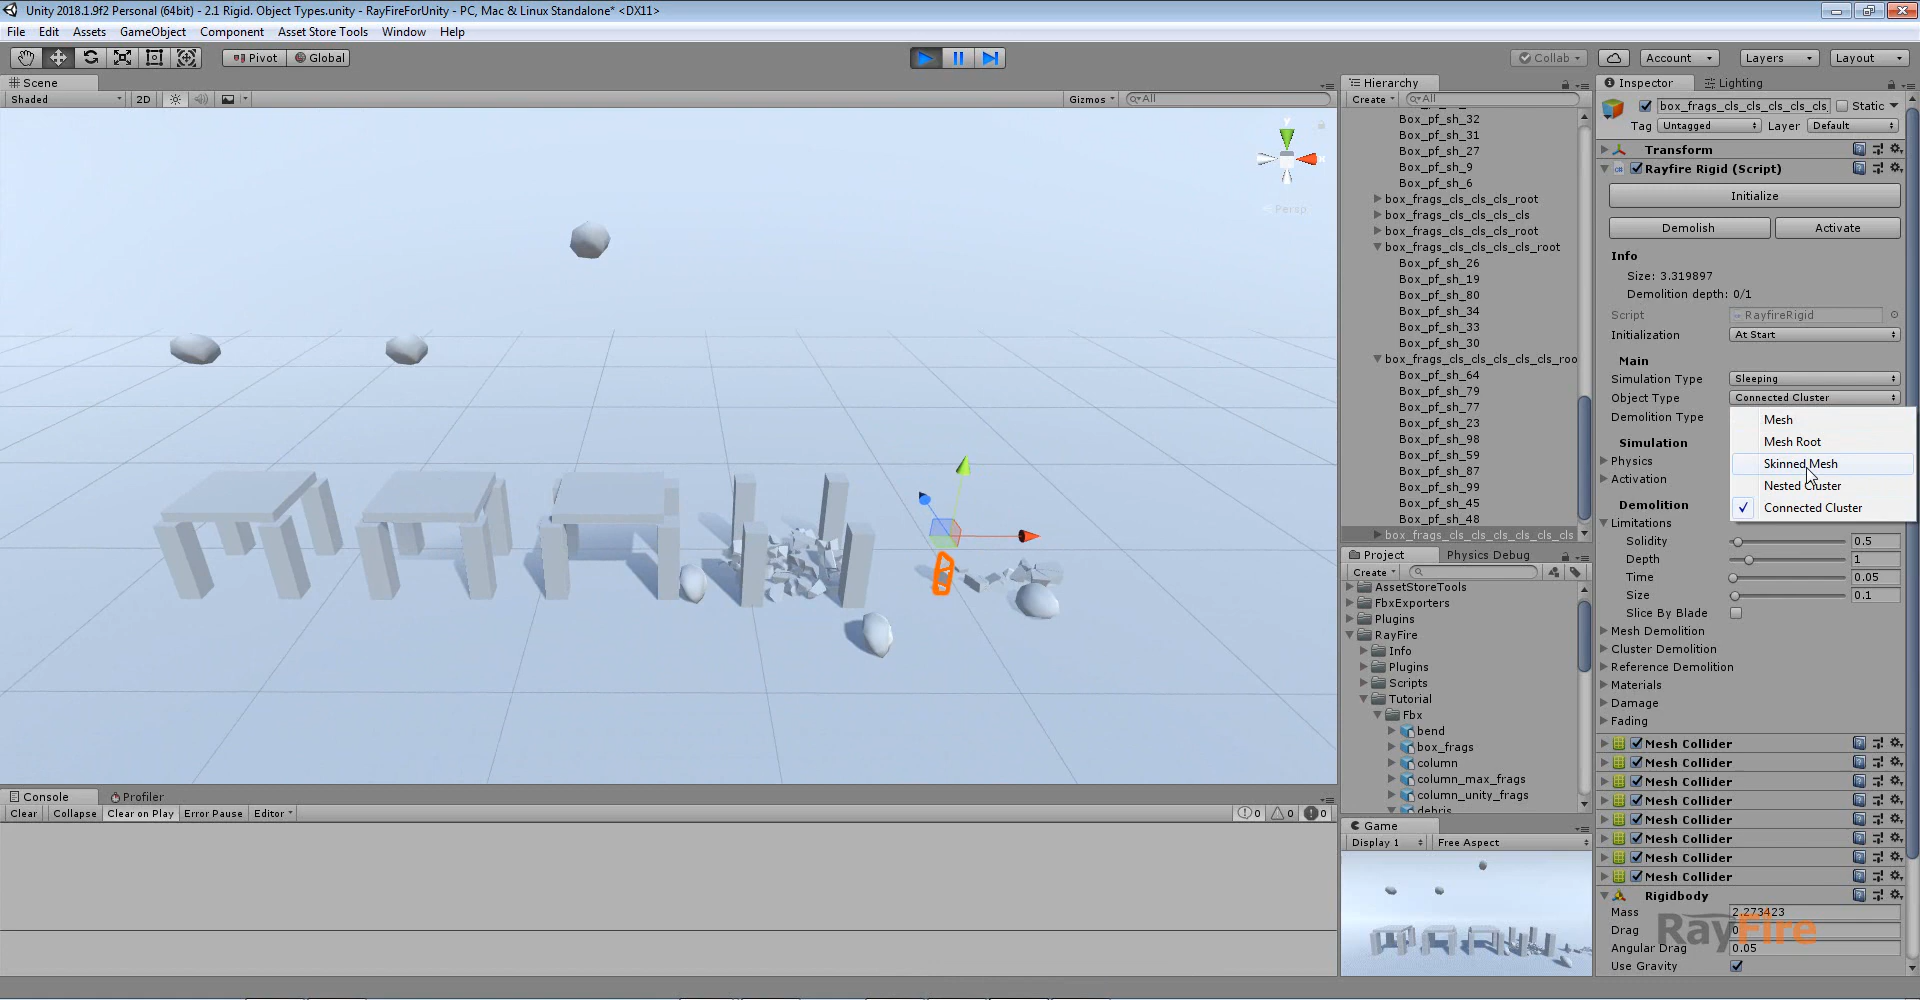 Unity 2018.1.9f2 Personal (64bit) - 2.1 Rigid. Object Types.unity - RayFireForUnity - PC, Mac & Linux Standalone* <DX11>
File Edit Assets GameObject Component Asset Store Tools Window Help
Pivot Global Collab Account Layers Layout
Scene
Shaded 2D Gizmos All
y
Persp
Hierarchy
Create All
Box_pf_sh_32
Box_pf_sh_31
Box_pf_sh_27
Box_pf_sh_9
Box_pf_sh_6
box_frags_cls_cls_cls_root
box_frags_cls_cls_cls_cls
box_frags_cls_cls_cls_root
box_frags_cls_cls_cls_cls_root
Box_pf_sh_26
Box_pf_sh_19
Box_pf_sh_80
Box_pf_sh_34
Box_pf_sh_33
Box_pf_sh_30
box_frags_cls_cls_cls_cls_cls_roo
Box_pf_sh_64
Box_pf_sh_79
Box_pf_sh_77
Box_pf_sh_23
Box_pf_sh_98
Box_pf_sh_59
Box_pf_sh_87
Box_pf_sh_99
Box_pf_sh_45
Box_pf_sh_48
box_frags_cls_cls_cls_cls_cls_cls
Project Physics Debug
Create
AssetStoreTools
FbxExporters
Plugins
RayFire
Info
Plugins
Scripts
Tutorial
Fbx
bend
box_frags
column
column_max_frags
column_unity_frags
debris
Game
Display 1 Free Aspect
Inspector Lighting
box_frags_cls_cls_cls_cls_cls_ Static
Tag Untagged Layer Default
Transform
Rayfire Rigid (Script)
Initialize
Demolish Activate
Info
Size: 3.319897
Demolition depth: 0/1
Script RayfireRigid
Initialization At Start
Main
Simulation Type Sleeping
Object Type Connected Cluster
Demolition Type
Mesh
Mesh Root
Skinned Mesh
Nested Cluster
Connected Cluster
Simulation
Physics
Activation
Demolition
Limitations
Solidity 0.5
Depth 1
Time 0.05
Size 0.1
Slice By Blade
Mesh Demolition
Cluster Demolition
Reference Demolition
Materials
Damage
Fading
Mesh Collider
Mesh Collider
Mesh Collider
Mesh Collider
Mesh Collider
Mesh Collider
Mesh Collider
Mesh Collider
Rigidbody
Mass 2.273423
Drag 0
Angular Drag 0.05
Use Gravity
RayFire
Console Profiler
Clear Collapse Clear on Play Error Pause Editor 0 0 0